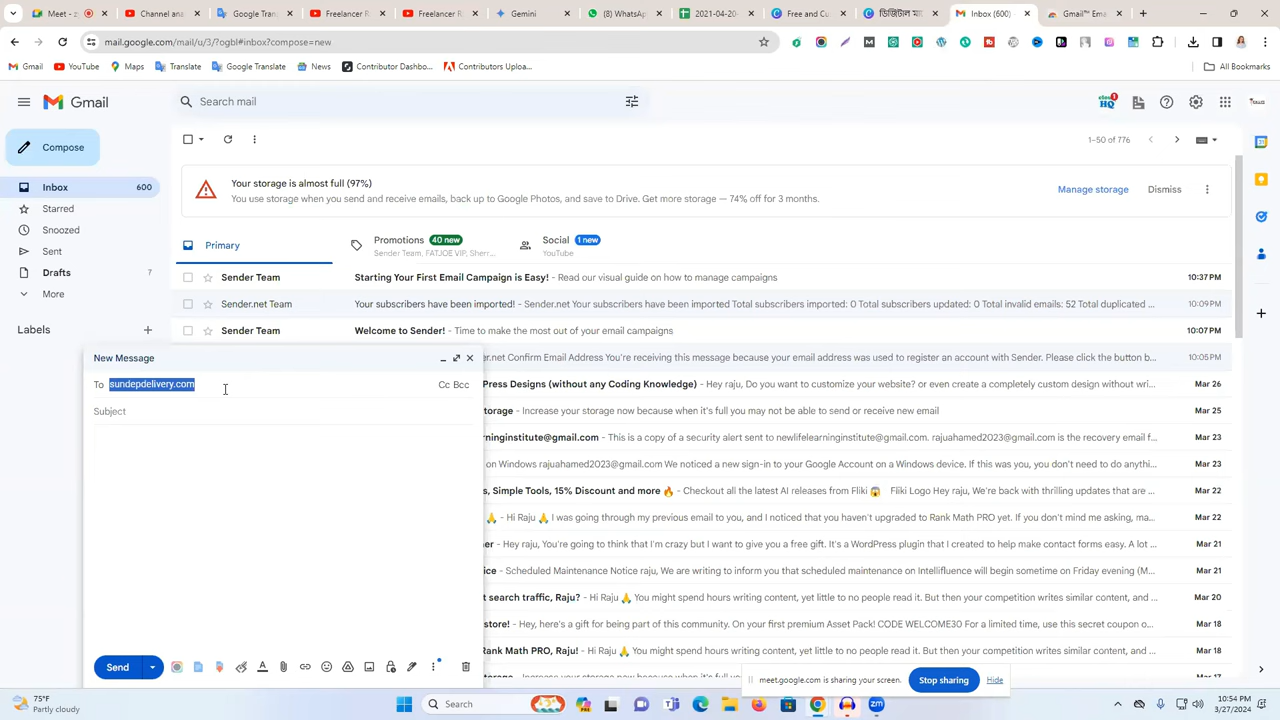 Google Trans
Freelancer R
Freelancer
Gemini
(8) WhatsApp
2021-04-20
Free and Cu
ডিজিটাল মা
Inbox (600)
Gmail™ Em
mail.google.com/mail/u/3/?ogbl#inbox?compose=new
Gmail
YouTube
Maps
Translate
Google Translate
News
Contributor Dashbo...
Contributors Uploa...
All Bookmarks
Gmail
Search mail
Compose
1–50 of 776
Inbox 600
Starred
Snoozed
Sent
Drafts 7
More
Labels
Your storage is almost full (97%)
You use storage when you send and receive emails, back up to Google Photos, and save to Drive. Get more storage — 74% off for 3 months.
Manage storage
Dismiss
Primary
Promotions 40 new
Sender Team, FATJOE VIP, Sherr...
Social 1 new
YouTube
Sender Team Starting Your First Email Campaign is Easy! - Read our visual guide on how to manage campaigns 10:37 PM
Sender.net Team Your subscribers have been imported! - Sender.net Your subscribers have been imported Total subscribers imported: 0 Total subscribers updated: 0 Total invalid emails: 52 Total duplicated ... 10:09 PM
Sender Team Welcome to Sender! - Time to make the most out of your email campaigns 10:07 PM
- Sender.net Confirm Email Address You're receiving this message because your email address was used to register an account with Sender. Please click the button b... 10:05 PM
Press Designs (without any Coding Knowledge) - Hey raju, Do you want to customize your website? or even create a completely custom design without any coding knowl... Mar 26
torage - Increase your storage now because when it's full you may not be able to send or receive new email Mar 25
rninginstitute@gmail.com - This is a copy of a security alert sent to newlifelearninginstitute@gmail.com. rajuahamed2023@gmail.com is the recovery email f... Mar 23
on Windows rajuahamed2023@gmail.com We noticed a new sign-in to your Google Account on a Windows device. If this was you, you don't need to do anythi... Mar 23
s, Simple Tools, 15% Discount and more 🔥 - Checkout all the latest AI releases from Fliki 😱 Fliki Logo Hey raju, We're back with thrilling updates that are ... Mar 22
🙏 - Hi Raju 🙏 I was going through my previous email to you, and I noticed that you haven't upgraded to Rank Math PRO yet. If you don't mind me asking, ma... Mar 22
er - Hey raju, You're going to think that I'm crazy but I want to give you a free gift. It's a WordPress plugin that I created to help make contact forms easy. A lot ... Mar 21
ice - Scheduled Maintenance Notice raju, We are writing to inform you that scheduled maintenance on Intellifluence will begin sometime on Friday evening (M... Mar 21
t search traffic, Raju? - Hi Raju 🙏 You might spend hours writing content, yet little to no people read it. But then your competition writes similar content, and ... Mar 20
store! - Hey, here's a gift for being part of this community. On your first premium Asset Pack! CODE WELCOME30 For a limited time, use this secret coupon o... Mar 18
Rank Math PRO, Raju! - Hi Raju 🙏 You might spend hours writing content, yet little to no people read it. But then your competition writes similar content, and ... Mar 18
New Message
To sundepdelivery.com
Cc Bcc
Subject
Send
meet.google.com is sharing your screen.
Stop sharing
Hide
75°F
Partly cloudy
Search
10:54 PM
3/27/2024